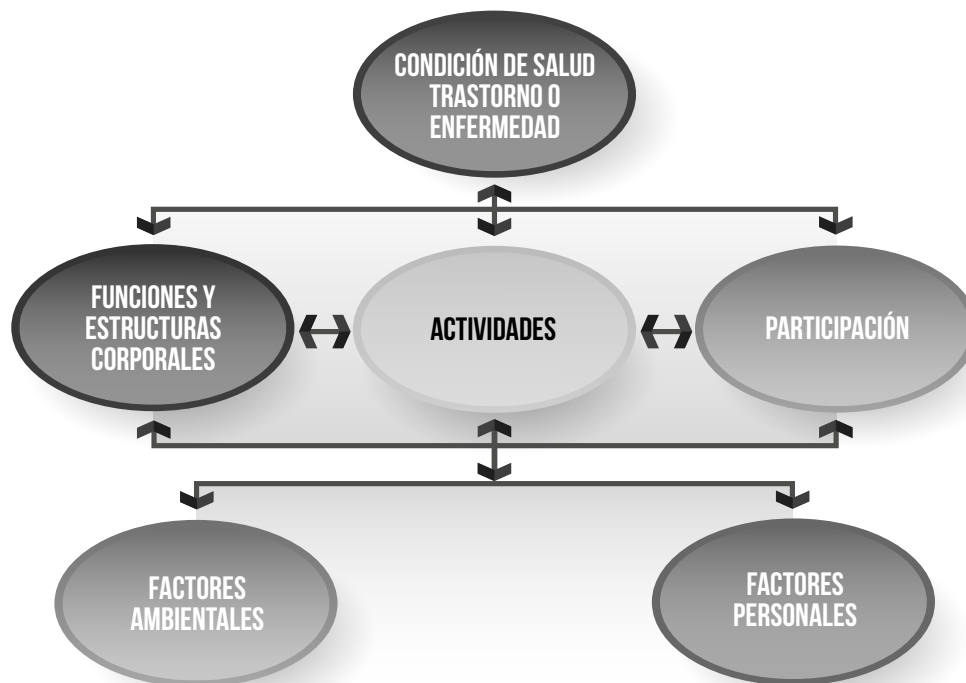 CONDICIÓN DE SALUD
TRASTORNO O
ENFERMEDAD
FUNCIONES Y
ESTRUCTURAS
CORPORALES
ACTIVIDADES
PARTICIPACIÓN
FACTORES
AMBIENTALES
FACTORES
PERSONALES